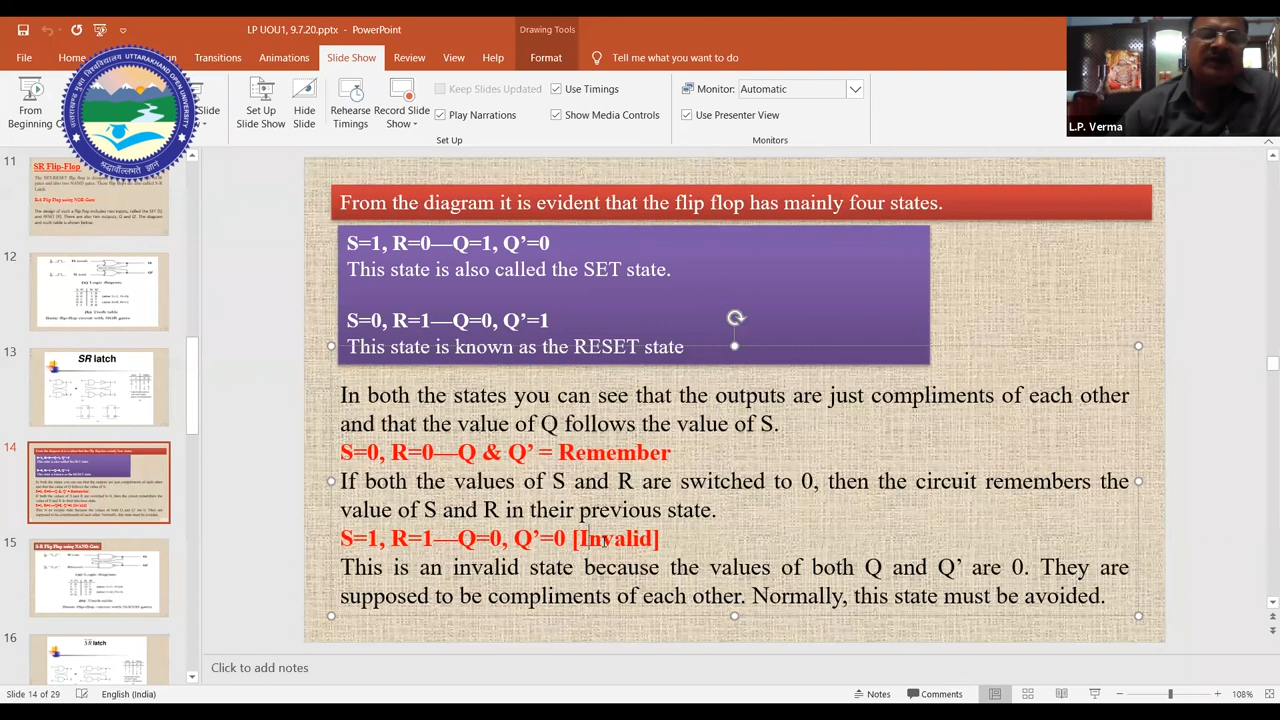 LP UOU1, 9.7.20.pptx - PowerPoint
Drawing Tools
File
Home
Transitions
Animations
Slide Show
Review
View
Help
Format
Tell me what you want to do
From
Beginning
Slide
Set Up
Slide Show
Hide
Slide
Rehearse
Timings
Record Slide
Show
Keep Slides Updated
Use Timings
Play Narrations
Show Media Controls
Set Up
Monitor:
Automatic
Use Presenter View
Monitors
L.P. Verma
UTTARAKHAND OPEN UNIVERSITY
11
SR Flip-Flop
12
13
SR latch
14
15
16
S R latch
From the diagram it is evident that the flip flop has mainly four states.
S=1, R=0—Q=1, Q’=0
This state is also called the SET state.
S=0, R=1—Q=0, Q’=1
This state is known as the RESET state
In both the states you can see that the outputs are just compliments of each other
and that the value of Q follows the value of S.
S=0, R=0—Q & Q’ = Remember
If both the values of S and R are switched to 0, then the circuit remembers the
value of S and R in their previous state.
S=1, R=1—Q=0, Q’=0 [Invalid]
This is an invalid state because the values of both Q and Q’ are 0. They are
supposed to be compliments of each other. Normally, this state must be avoided.
Click to add notes
Slide 14 of 29
English (India)
Notes
Comments
108%